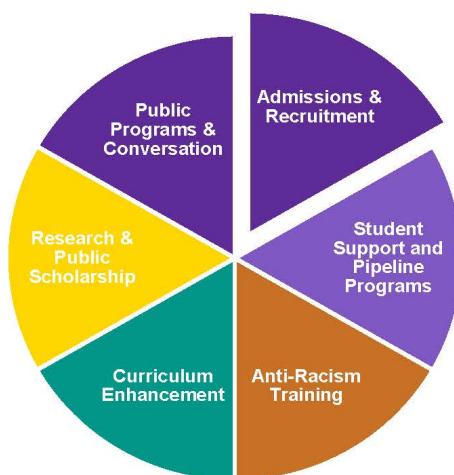 Public
Programs &
Conversation
Admissions &
Recruitment
Student
Support and
Pipeline
Programs
Anti-Racism
Training
Curriculum
Enhancement
Research &
Public
Scholarship